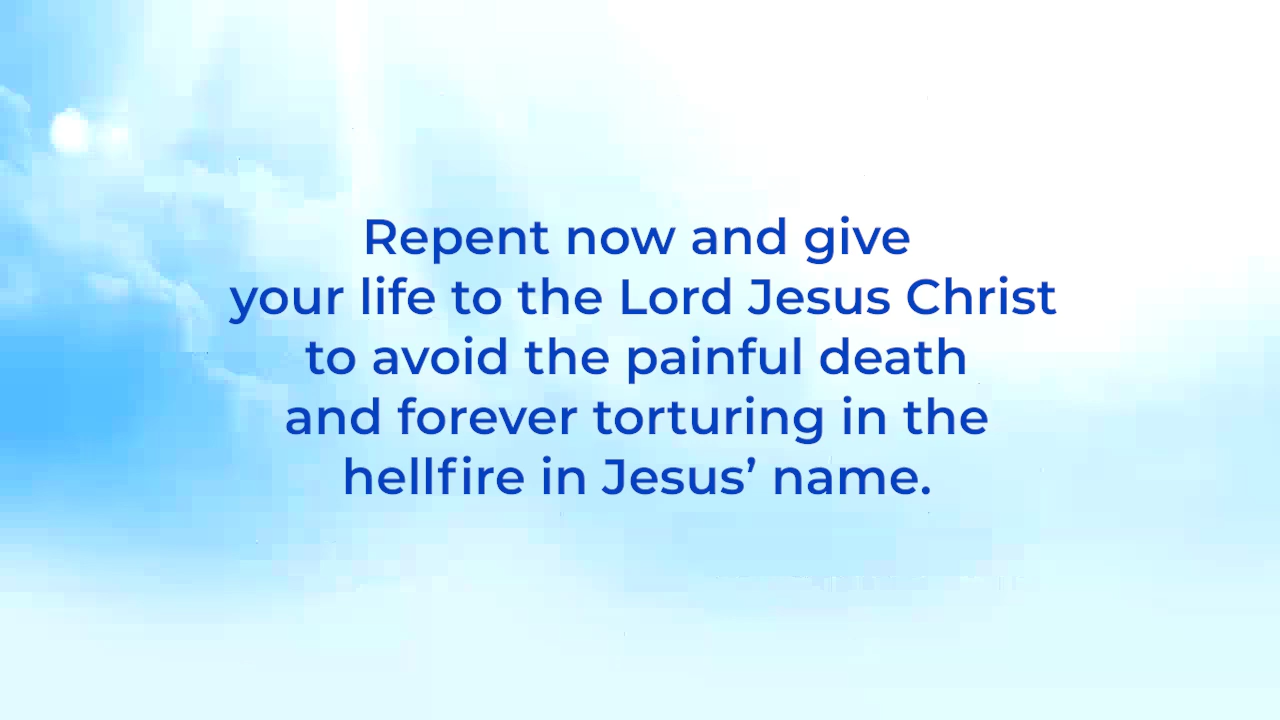 Repent now and give
your life to the Lord Jesus Christ
to avoid the painful death
and forever torturing in the
hellfire in Jesus’ name.